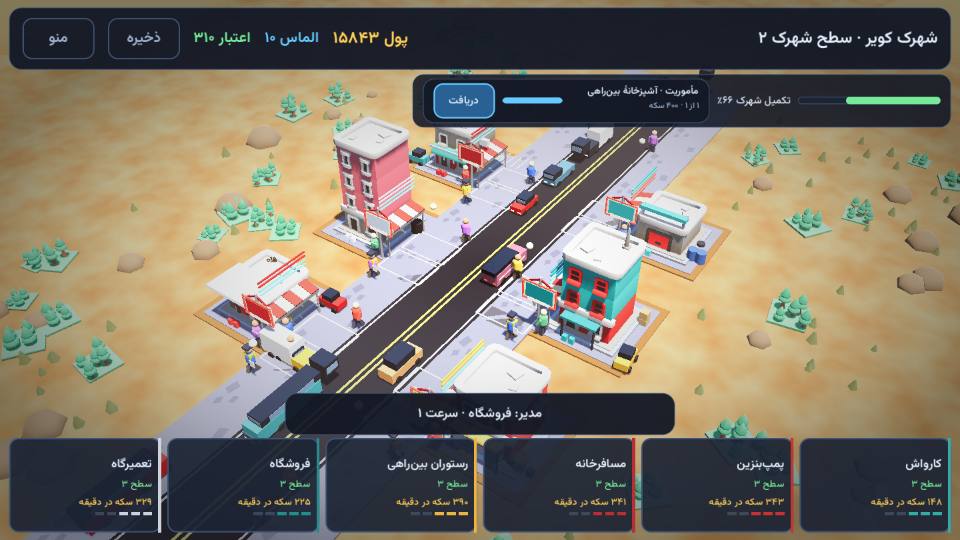 شهرک کویر · سطح شهرک ۲
پول ۱۵۸۴۳
الماس ۱۰
اعتبار ۳۱۰
ذخیره
منو
تکمیل شهرک ۶۶٪
مأموریت · آشپزخانهٔ بین‌راهی
۱ از ۱ · ۴۰۰ سکه
دریافت
مدیر: فروشگاه · سرعت ۱
کارواش
سطح ۳
۱۴۸ سکه در دقیقه
پمپ‌بنزین
سطح ۳
۳۴۳ سکه در دقیقه
مسافرخانه
سطح ۳
۳۴۱ سکه در دقیقه
رستوران بین‌راهی
سطح ۳
۳۹۰ سکه در دقیقه
فروشگاه
سطح ۳
۲۲۵ سکه در دقیقه
تعمیرگاه
سطح ۳
۳۲۹ سکه در دقیقه